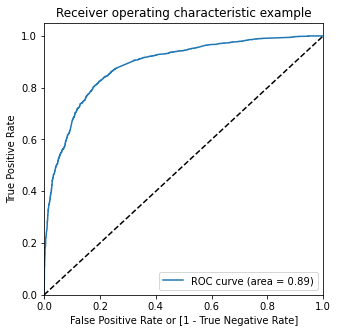 Receiver operating characteristic example
True Positive Rate
1.0
0.8
0.6
0.4
0.2
0.0
ROC curve (area = 0.89)
0.0 0.2 0.4 0.6 0.8 1.0
False Positive Rate or [1 - True Negative Rate]